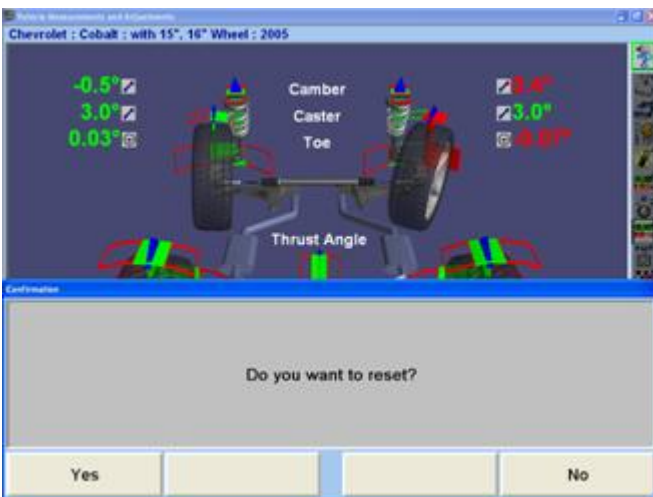 Vehicle Measurements and Adjustments
Chevrolet : Cobalt : with 15", 16" Wheel : 2005
-0.5° Camber
3.0° Caster 3.0°
0.03° Toe
Thrust Angle
Confirmation
Do you want to reset?
Yes No